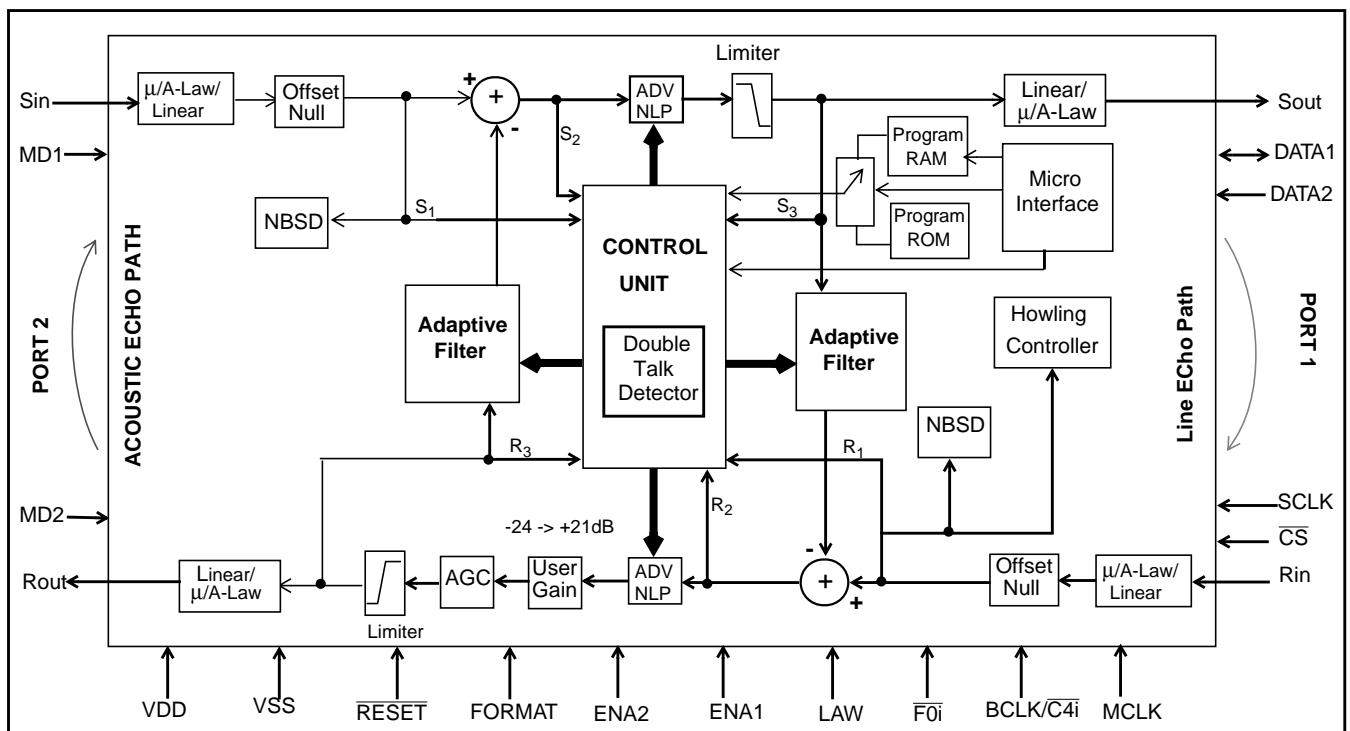 Limiter
Sin
μ/A-Law/
Linear
Offset
Null
+
+
-
ADV
NLP
Linear/
μ/A-Law
Sout
MD1
S2
Program
RAM
Micro
Interface
DATA1
DATA2
NBSD
S1
S3
Program
ROM
CONTROL
UNIT
PORT 2
ACOUSTIC ECHO PATH
Adaptive
Filter
Double
Talk
Detector
Adaptive
Filter
Howling
Controller
Line ECho Path
PORT 1
NBSD
R3
R1
R2
MD2
SCLK
CS
-24 -> +21dB
Rout
Linear/
μ/A-Law
Limiter
AGC
User
Gain
ADV
NLP
-
+
+
Offset
Null
μ/A-Law/
Linear
Rin
VDD
VSS
RESET
FORMAT
ENA2
ENA1
LAW
F0i
BCLK/C4i
MCLK